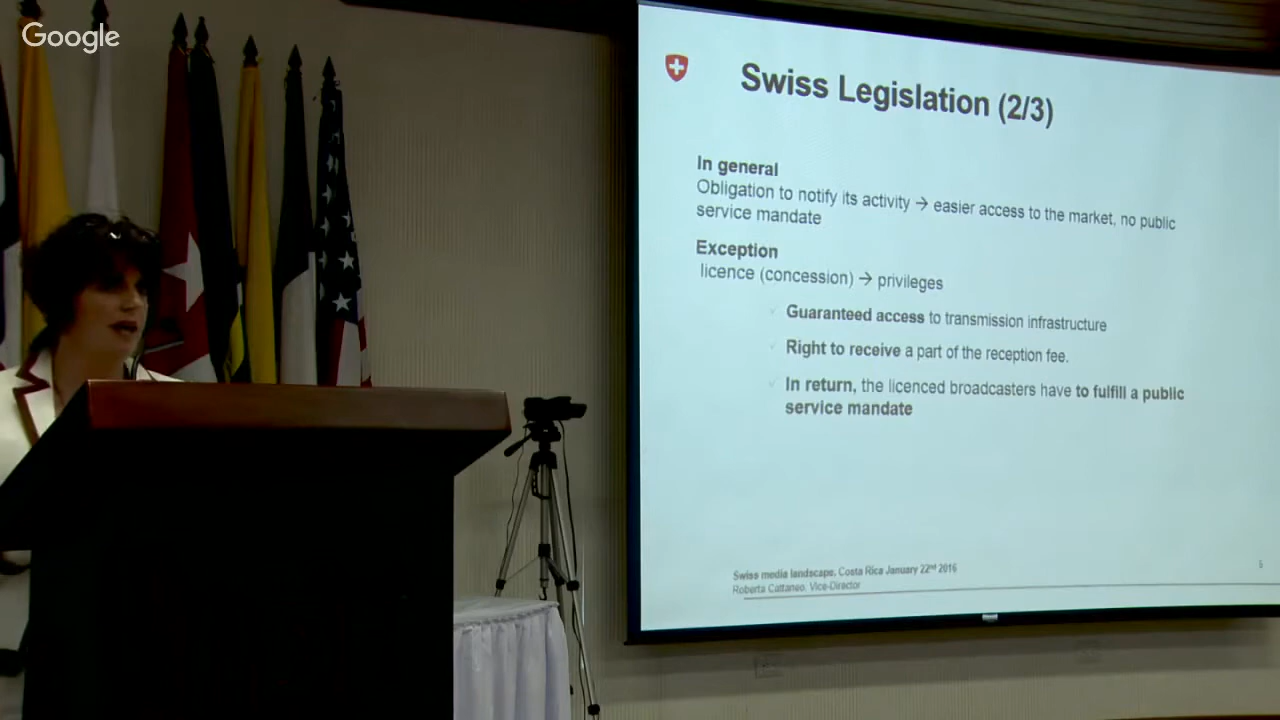 Google
Swiss Legislation (2/3)
In general
Obligation to notify its activity → easier access to the market, no public
service mandate
Exception
licence (concession) → privileges
✓ Guaranteed access to transmission infrastructure
✓ Right to receive a part of the reception fee.
✓ In return, the licenced broadcasters have to fulfill a public
service mandate
Swiss media landscape, Costa Rica January 22nd 2016
Roberta Cattaneo, Vice-Director
5